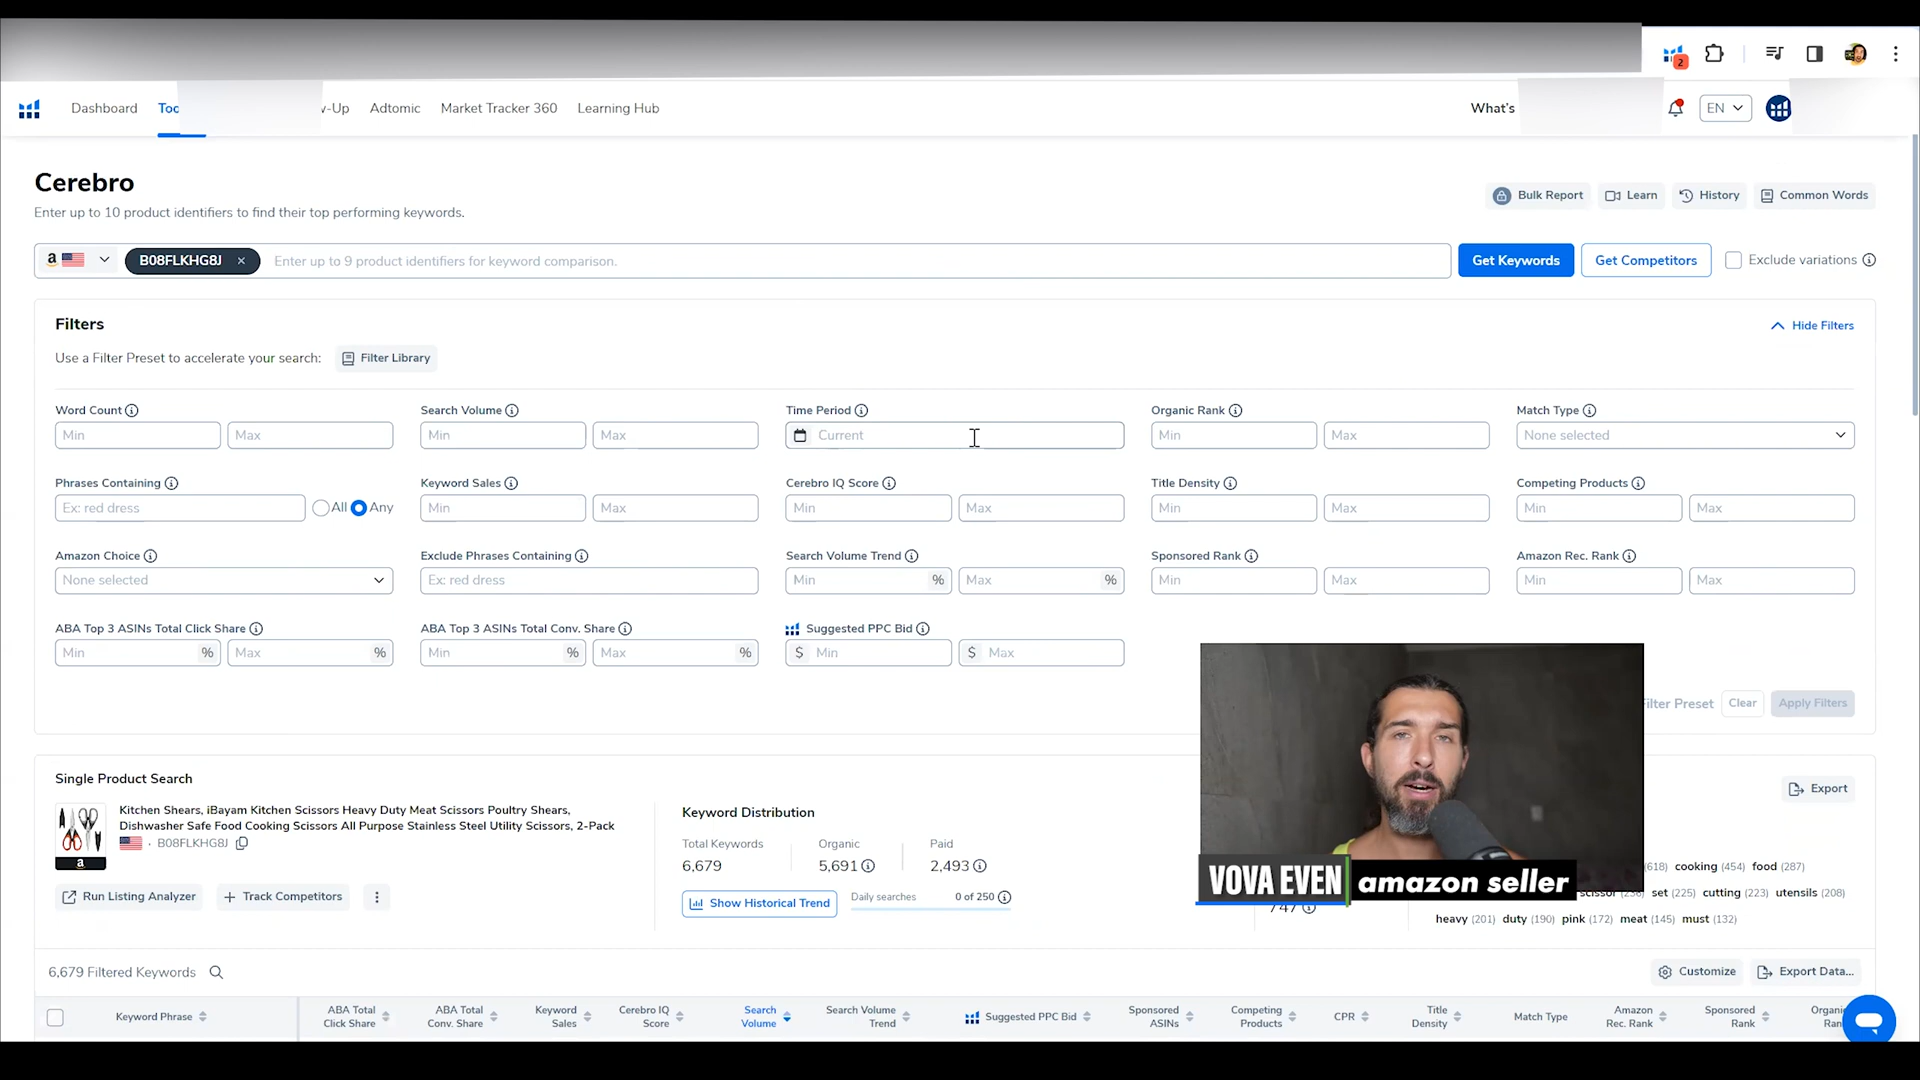 2
Dashboard Too -Up Adtomic Market Tracker 360 Learning Hub What's EN
Cerebro
Enter up to 10 product identifiers to find their top performing keywords.
Bulk Report Learn History Common Words
a B08FLKHG8J × Enter up to 9 product identifiers for keyword comparison. Get Keywords Get Competitors Exclude variations
Filters
Hide Filters
Use a Filter Preset to accelerate your search: Filter Library
Word Count Search Volume Time Period Organic Rank Match Type
Min Max Min Max Current Min Max None selected
Phrases Containing Keyword Sales Cerebro IQ Score Title Density Competing Products
Ex: red dress All Any Min Max Min Max Min Max Min Max
Amazon Choice Exclude Phrases Containing Search Volume Trend Sponsored Rank Amazon Rec. Rank
None selected Ex: red dress Min % Max % Min Max Min Max
ABA Top 3 ASINs Total Click Share ABA Top 3 ASINs Total Conv. Share Suggested PPC Bid
Min % Max % Min % Max % $ Min $ Max
ilter Preset Clear Apply Filters
Single Product Search
Export
Kitchen Shears, iBayam Kitchen Scissors Heavy Duty Meat Scissors Poultry Shears,
Dishwasher Safe Food Cooking Scissors All Purpose Stainless Steel Utility Scissors, 2-Pack
· B08FLKHG8J
a
Run Listing Analyzer + Track Competitors
Keyword Distribution
Total Keywords Organic Paid
6,679 5,691 2,493
Show Historical Trend Daily searches 0 of 250
VOVA EVEN amazon seller
747
(618) cooking (454) food (287)
scissor set (225) cutting (223) utensils (208)
heavy (201) duty (190) pink (172) meat (145) must (132)
6,679 Filtered Keywords
Customize Export Data...
Keyword Phrase
ABA Total
Click Share
ABA Total
Conv. Share
Keyword
Sales
Cerebro IQ
Score
Search
Volume
Search Volume
Trend
Suggested PPC Bid
Sponsored
ASINs
Competing
Products
CPR
Title
Density
Match Type
Amazon
Rec. Rank
Sponsored
Rank
Organi
Ran